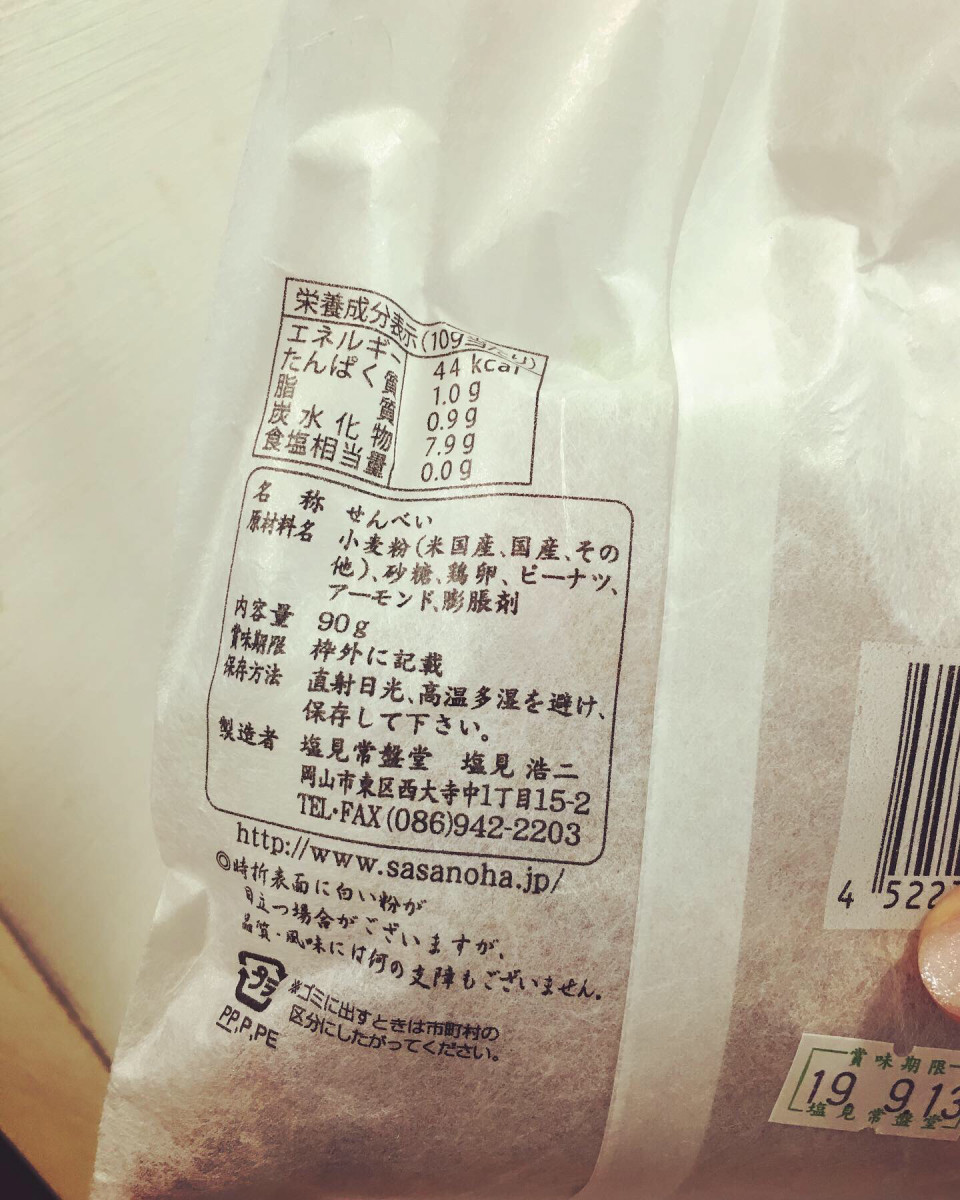 栄養成分表示(10g当たり)
エネルギー 44 kcal
たんぱく質 1.0 g
脂質 0.9 g
炭水化物 7.9 g
食塩相当量 0.0 g
名称 せんべい
原材料名 小麦粉(米国産、国産、その
他)、砂糖、鶏卵、ピーナツ、
アーモンド、膨脹剤
内容量 90g
賞味期限 枠外に記載
保存方法 直射日光、高温多湿を避け、
保存して下さい。
製造者 塩見常盤堂 塩見 浩二
岡山市東区西大寺中1丁目15-2
TEL・FAX(086)942-2203
http://www.sasanoha.jp/
◎時折表面に白い粉が
目立つ場合がございますが、
品質・風味には何の支障もございません。
プラ
PP,P,PE
※ゴミに出すときは市町村の
区分にしたがってください。
4 522
賞味期限
19 9 13
塩見常盤堂